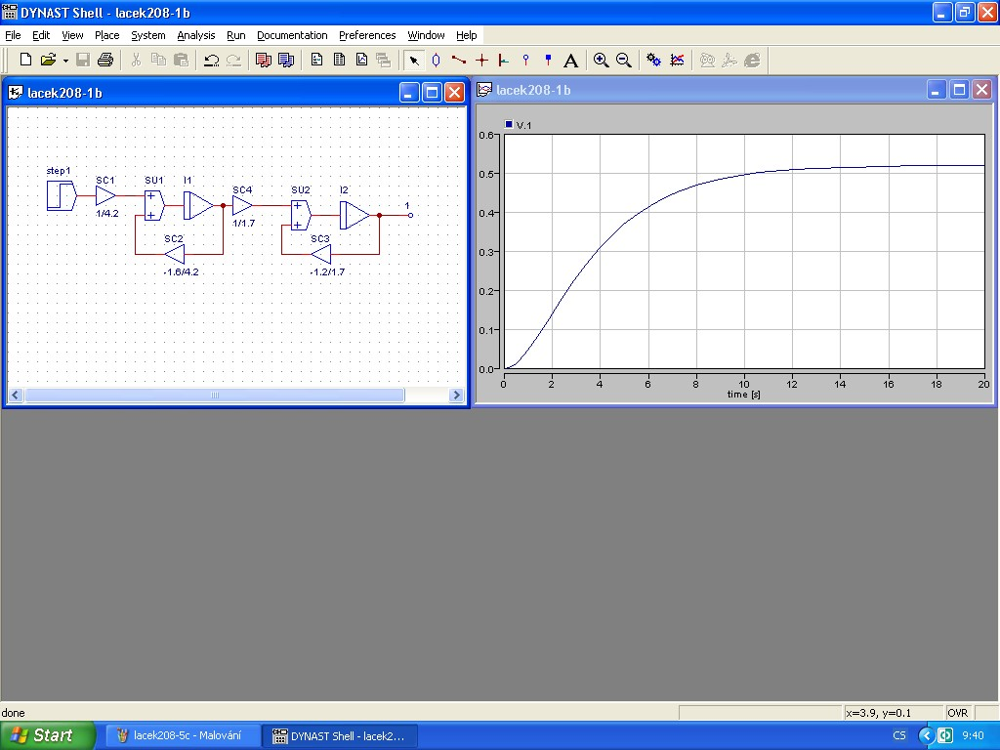 DYNAST Shell - lacek208-1b
File Edit View Place System Analysis Run Documentation Preferences Window Help
A
lacek208-1b
step1
SC1
1/4.2
SU1
I1
SC4
1/1.7
SU2
I2
1
SC2
-1.6/4.2
SC3
-1.2/1.7
lacek208-1b
V.1
0.6
0.5
0.4
0.3
0.2
0.1
0.0
0 2 4 6 8 10 12 14 16 18 20
time [s]
done
x=3.9, y=0.1 OVR
Start
lacek208-5c - Malování
DYNAST Shell - lacek2...
CS
9:40